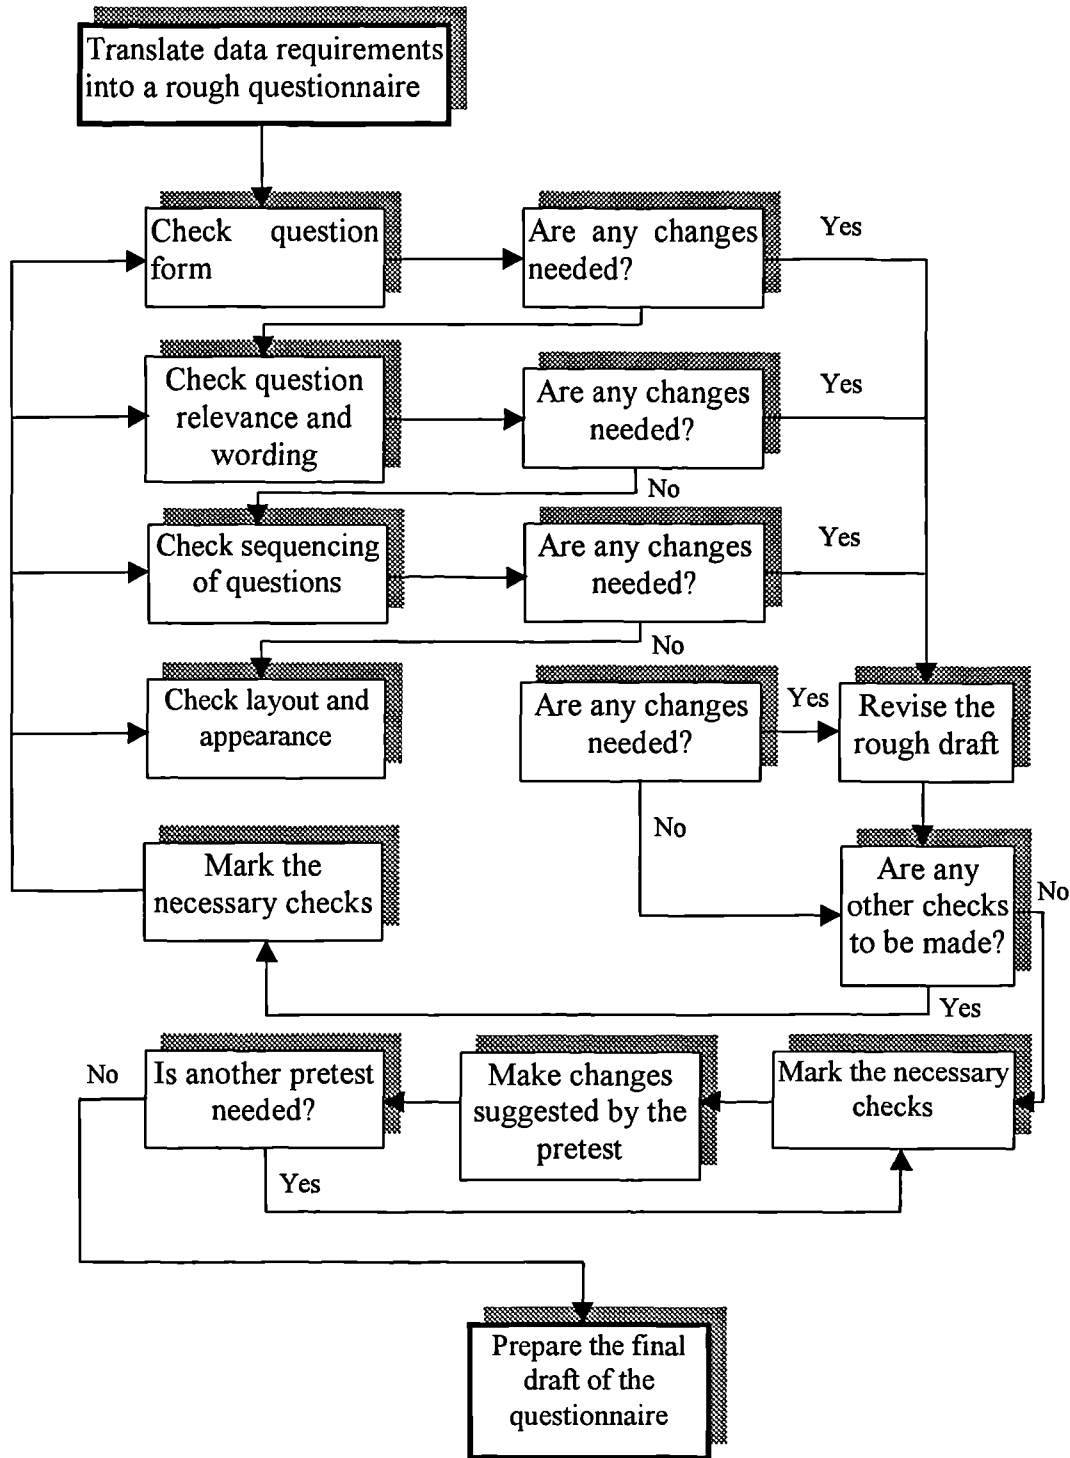 Translate data requirements
into a rough questionnaire
Check question
form
Are any changes
needed?
Yes
Check question
relevance and
wording
Are any changes
needed?
Yes
No
Check sequencing
of questions
Are any changes
needed?
Yes
No
Check layout and
appearance
Are any changes
needed?
Yes
Revise the
rough draft
No
Mark the
necessary checks
Are any
other checks
to be made?
No
Yes
No
Is another pretest
needed?
Make changes
suggested by the
pretest
Mark the necessary
checks
Yes
Prepare the final
draft of the
questionnaire